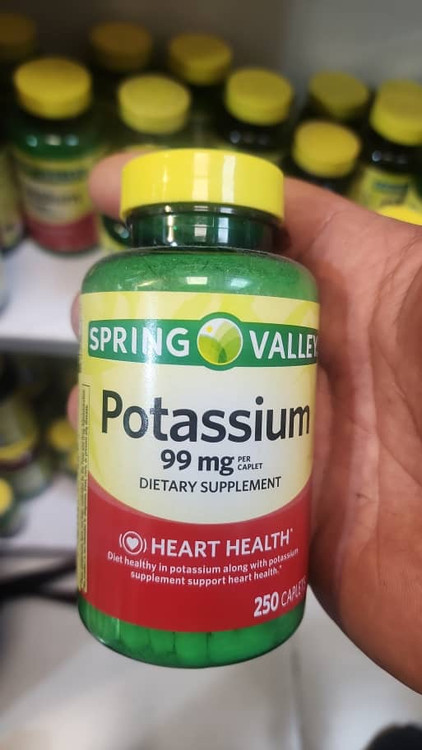 SPRING VALLEY
Potassium
99 mg PER CAPLET
DIETARY SUPPLEMENT
HEART HEALTH*
Diet healthy in potassium along with potassium
supplement support heart health.*
250 CAPLETS